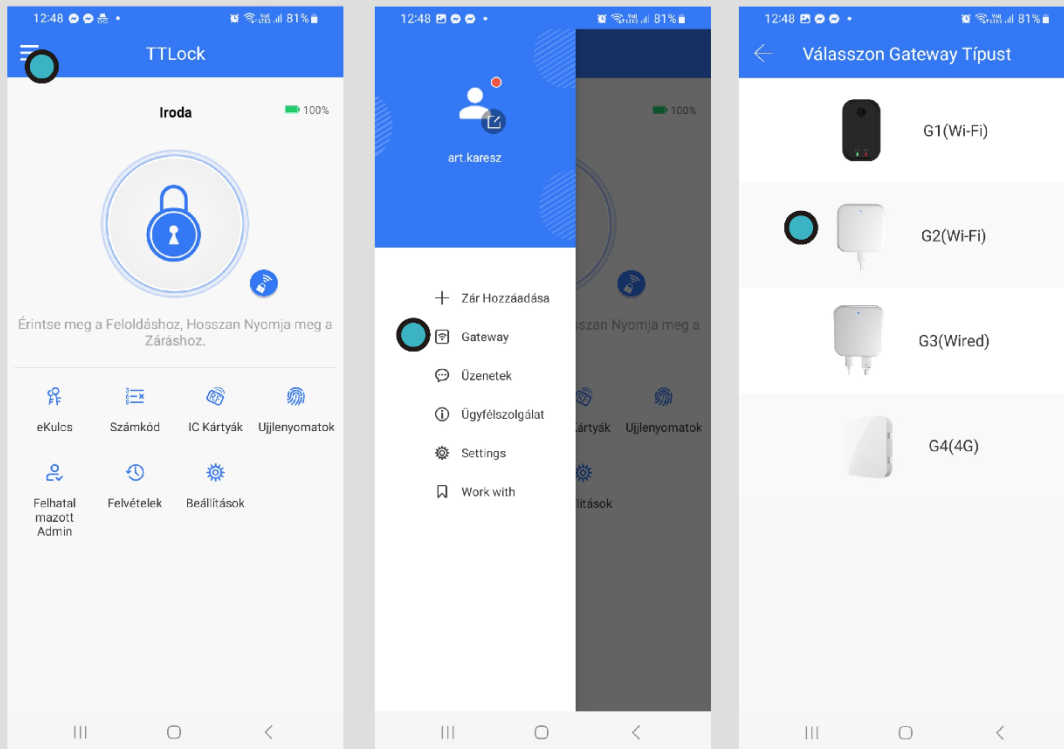 12:48
81%
TTLock
Iroda
100%
Érintse meg a Feloldáshoz, Hosszan Nyomja meg a
Záráshoz.
eKulcs
Számkód
IC Kártyák
Ujjlenyomatok
Felhatal
mazott
Admin
Felvételek
Beállítások
12:48
81%
100%
art.karesz
Zár Hozzáadása
Gateway
Üzenetek
Ügyfélszolgálat
Settings
Work with
sszan Nyomja meg a
ártyák
Ujjlenyomatok
lítások
12:48
81%
Válasszon Gateway Típust
G1(Wi-Fi)
G2(Wi-Fi)
G3(Wired)
G4(4G)